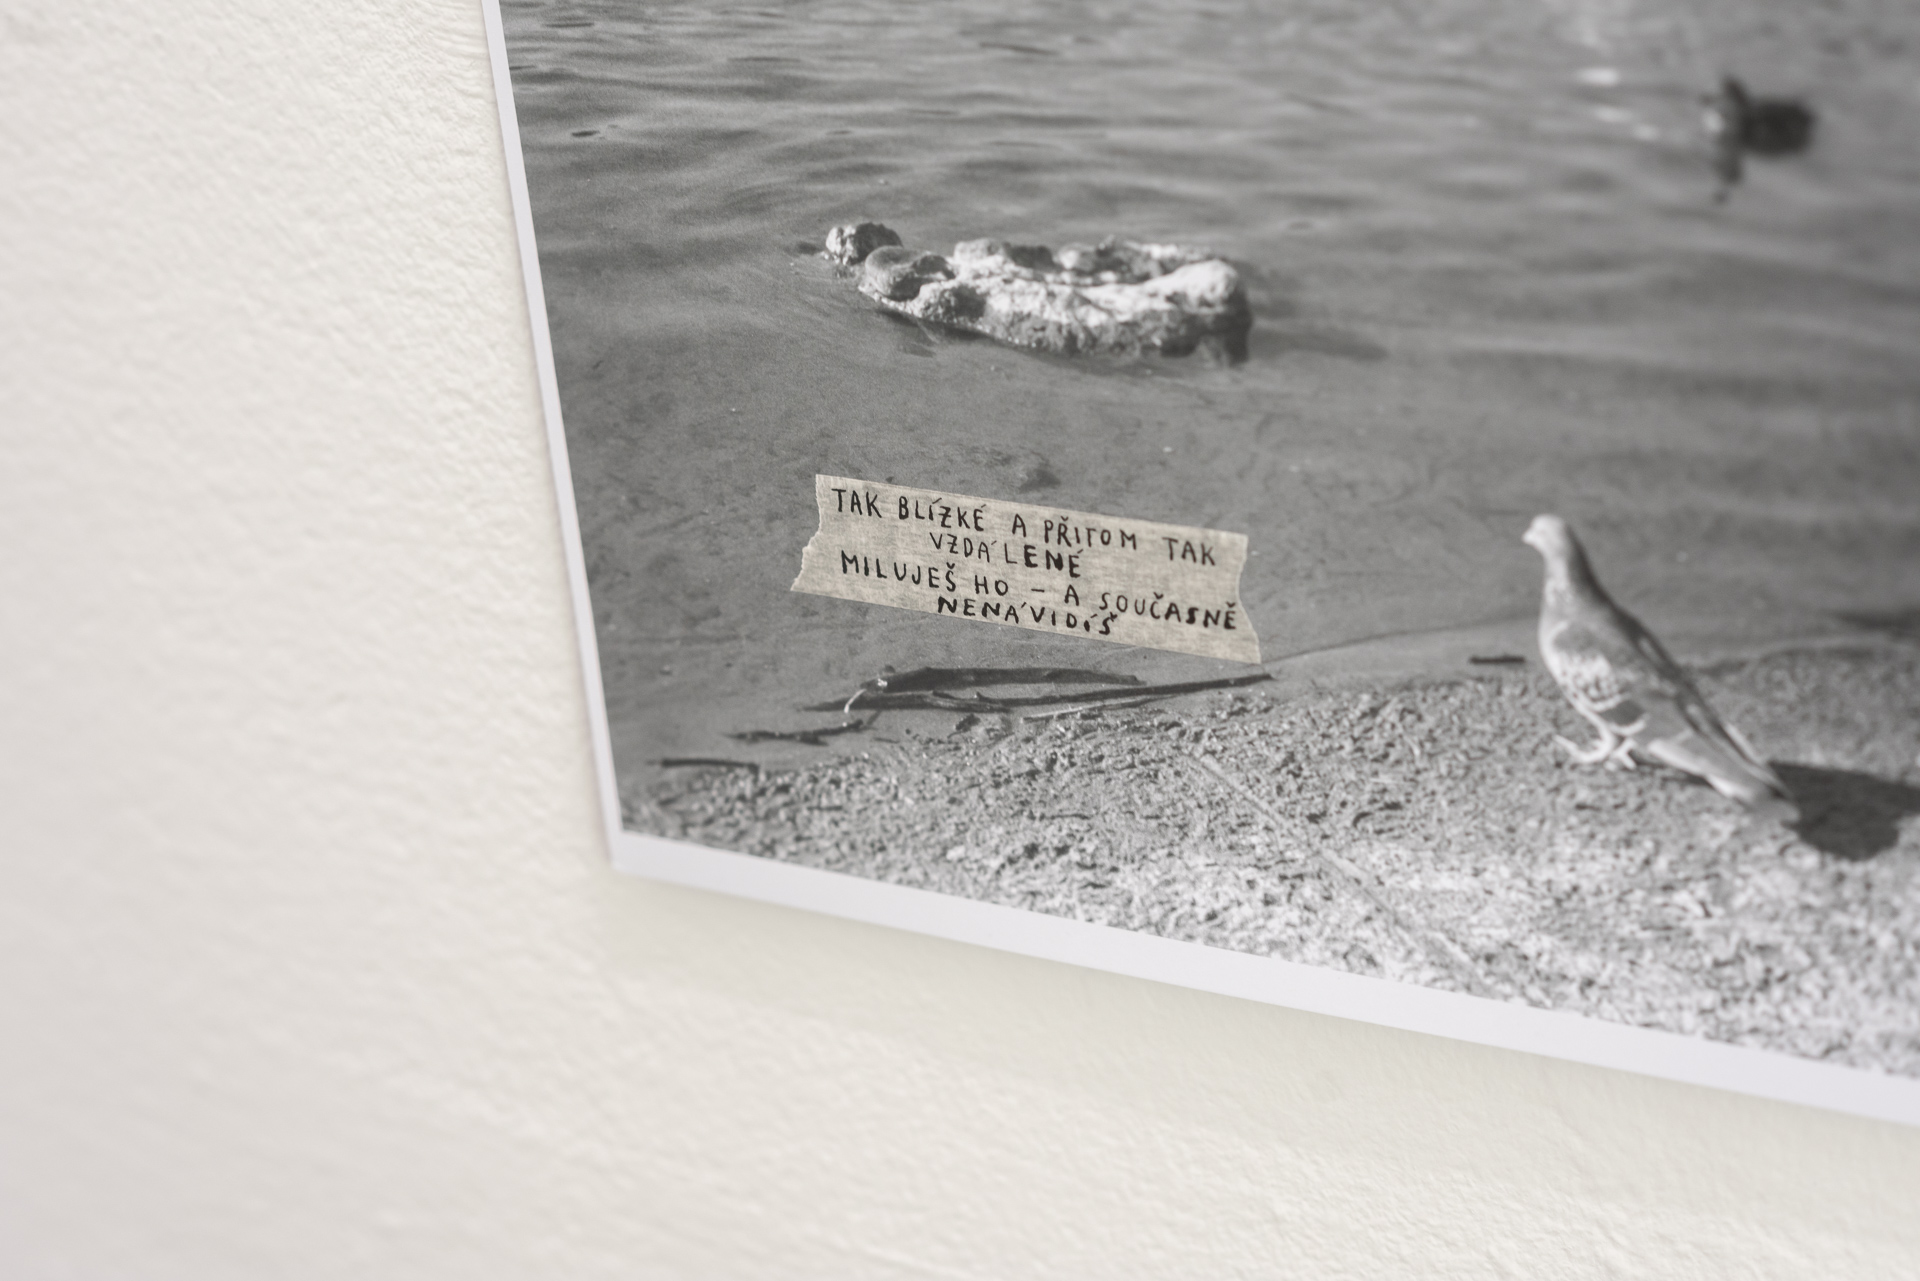 TAK BLÍZKÉ A PŘITOM TAK
VZDÁLENÉ
MILUJEŠ HO – A SOUČASNĚ
NENÁVIDÍŠ